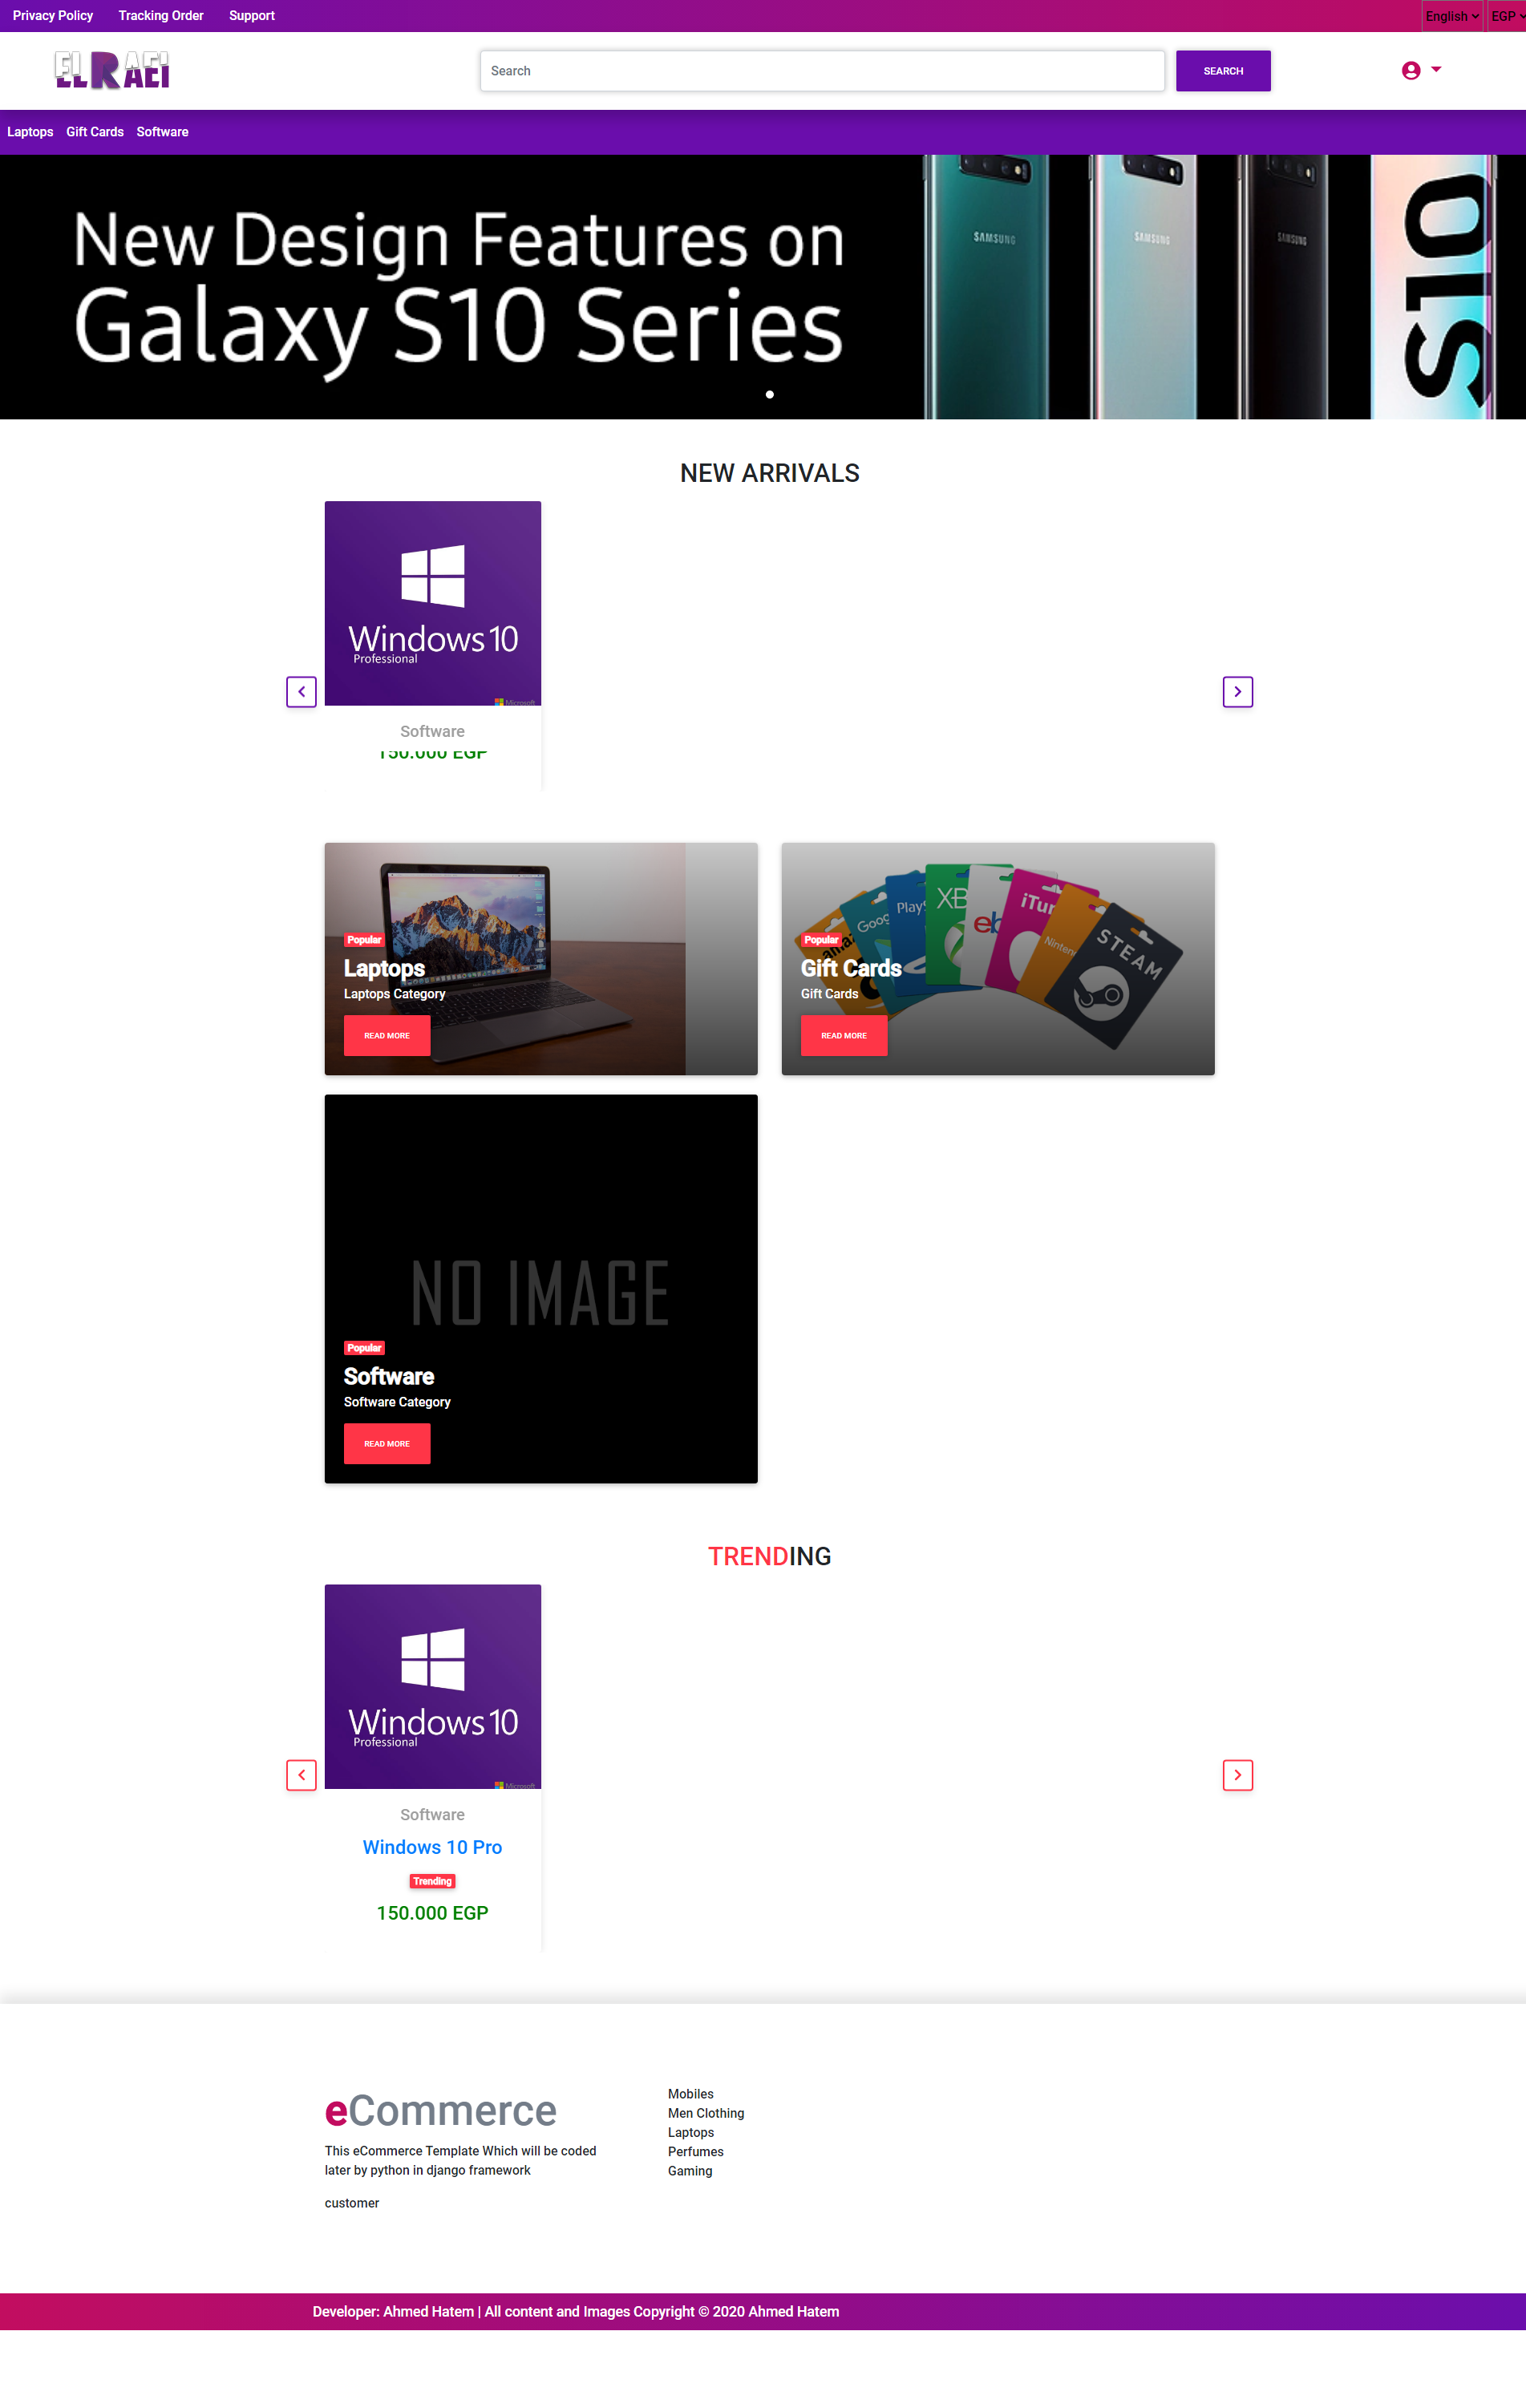 Privacy Policy Tracking Order Support English EGP
EL RAEI
Search SEARCH
Laptops Gift Cards Software
New Design Features on
Galaxy S10 Series
SAMSUNG SAMSUNG SAMSUNG
S10
NEW ARRIVALS
Windows 10
Professional
Microsoft
Software
150.000 EGP
Popular
Laptops
Laptops Category
READ MORE
Popular
Gift Cards
Gift Cards
READ MORE
STEAM
Popular
NO IMAGE
Software
Software Category
READ MORE
TRENDING
Windows 10
Professional
Microsoft
Software
Windows 10 Pro
Trending
150.000 EGP
eCommerce
This eCommerce Template Which will be coded
later by python in django framework
customer
Mobiles
Men Clothing
Laptops
Perfumes
Gaming
Developer: Ahmed Hatem | All content and Images Copyright © 2020 Ahmed Hatem